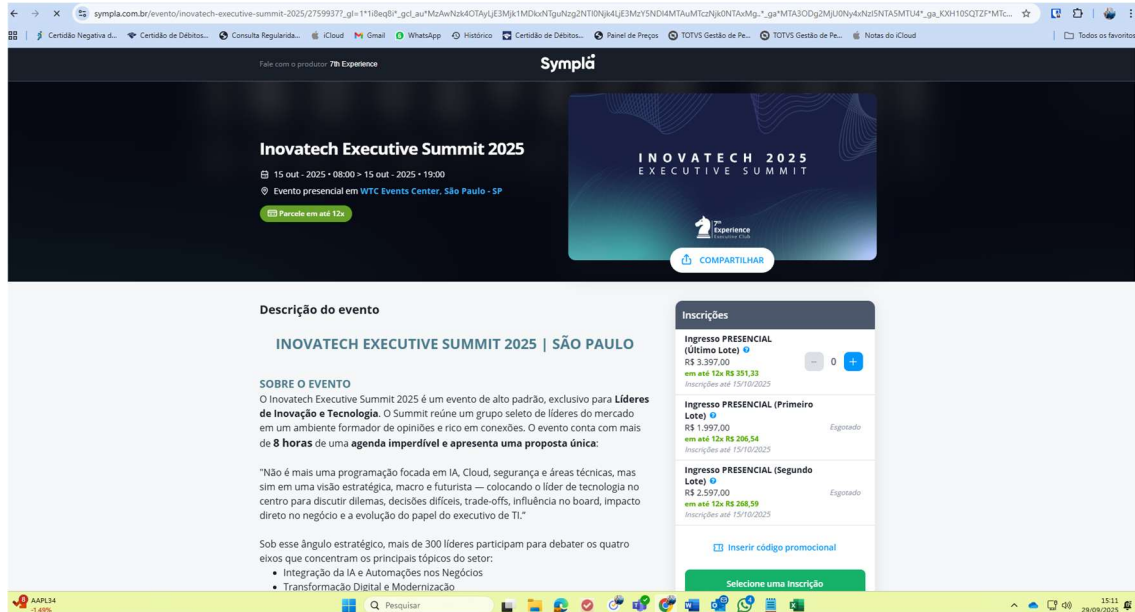 sympla.com.br/evento/inovatech-executive-summit-2025/2759937?
Certidão Negativa d... Certidão de Débitos... Consulta Regularida... iCloud Gmail WhatsApp Histórico Certidão de Débitos... Painel de Preços TOTVS Gestão de Pe... TOTVS Gestão de Pe... Notas do iCloud Todos os favoritos
Fale com o produtor 7th Experience
Sympla
Inovatech Executive Summit 2025
15 out - 2025 • 08:00 > 15 out - 2025 • 19:00
Evento presencial em WTC Events Center, São Paulo - SP
Parcele em até 12x
INOVATECH 2025
EXECUTIVE SUMMIT
7th
Experience
Executive Club
COMPARTILHAR
Descrição do evento
INOVATECH EXECUTIVE SUMMIT 2025 | SÃO PAULO
SOBRE O EVENTO
O Inovatech Executive Summit 2025 é um evento de alto padrão, exclusivo para Líderes
de Inovação e Tecnologia. O Summit reúne um grupo seleto de líderes do mercado
em um ambiente formador de opiniões e rico em conexões. O evento conta com mais
de 8 horas de uma agenda imperdível e apresenta uma proposta única:
"Não é mais uma programação focada em IA, Cloud, segurança e áreas técnicas, mas
sim em uma visão estratégica, macro e futurista — colocando o líder de tecnologia no
centro para discutir dilemas, decisões difíceis, trade-offs, influência no board, impacto
direto no negócio e a evolução do papel do executivo de TI."
Sob esse ângulo estratégico, mais de 300 líderes participam para debater os quatro
eixos que concentram os principais tópicos do setor:
• Integração da IA e Automações nos Negócios
• Transformação Digital e Modernização
Inscrições
Ingresso PRESENCIAL
(Último Lote)
R$ 3.397,00
em até 12x R$ 351,33
Inscrições até 15/10/2025
– 0 +
Ingresso PRESENCIAL (Primeiro
Lote)
R$ 1.997,00
em até 12x R$ 206,54
Inscrições até 15/10/2025
Esgotado
Ingresso PRESENCIAL (Segundo
Lote)
R$ 2.597,00
em até 12x R$ 268,59
Inscrições até 15/10/2025
Esgotado
Inserir código promocional
Selecione uma Inscrição
AAPL34
-1.49%
Pesquisar
15:11
29/09/2025